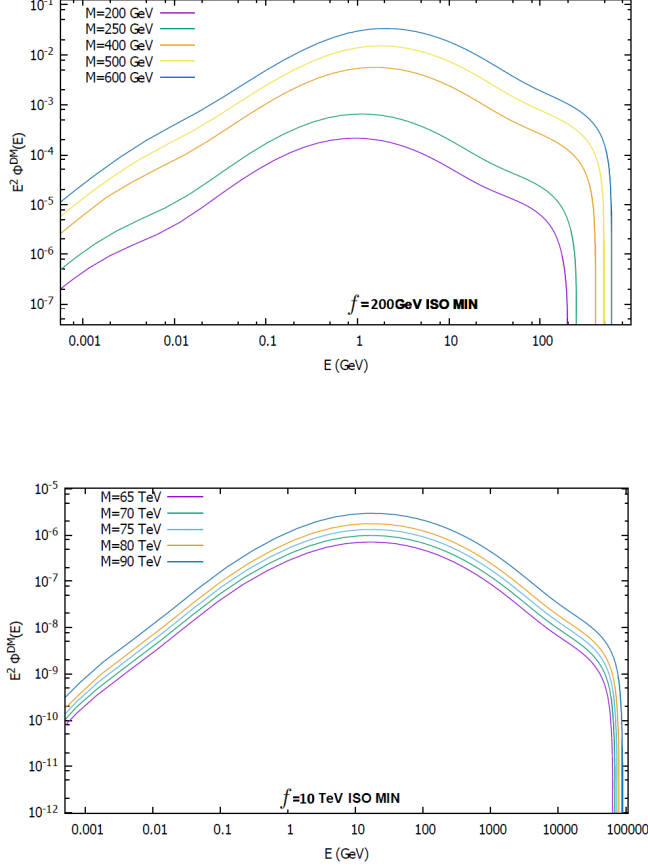 10⁻¹
M=200 GeV
M=250 GeV
10⁻²
M=400 GeV
M=500 GeV
M=600 GeV
10⁻³
E² Φᴰᴹ(E)
10⁻⁴
10⁻⁵
10⁻⁶
10⁻⁷
f =200GeV ISO MIN
0.001 0.01 0.1 1 10 100
E (GeV)
10⁻⁵
M=65 TeV
M=70 TeV
M=75 TeV
10⁻⁶
M=80 TeV
M=90 TeV
10⁻⁷
10⁻⁸
E² Φᴰᴹ(E)
10⁻⁹
10⁻¹⁰
10⁻¹¹
f =10 TeV ISO MIN
10⁻¹²
0.001 0.01 0.1 1 10 100 1000 10000 100000
E (GeV)